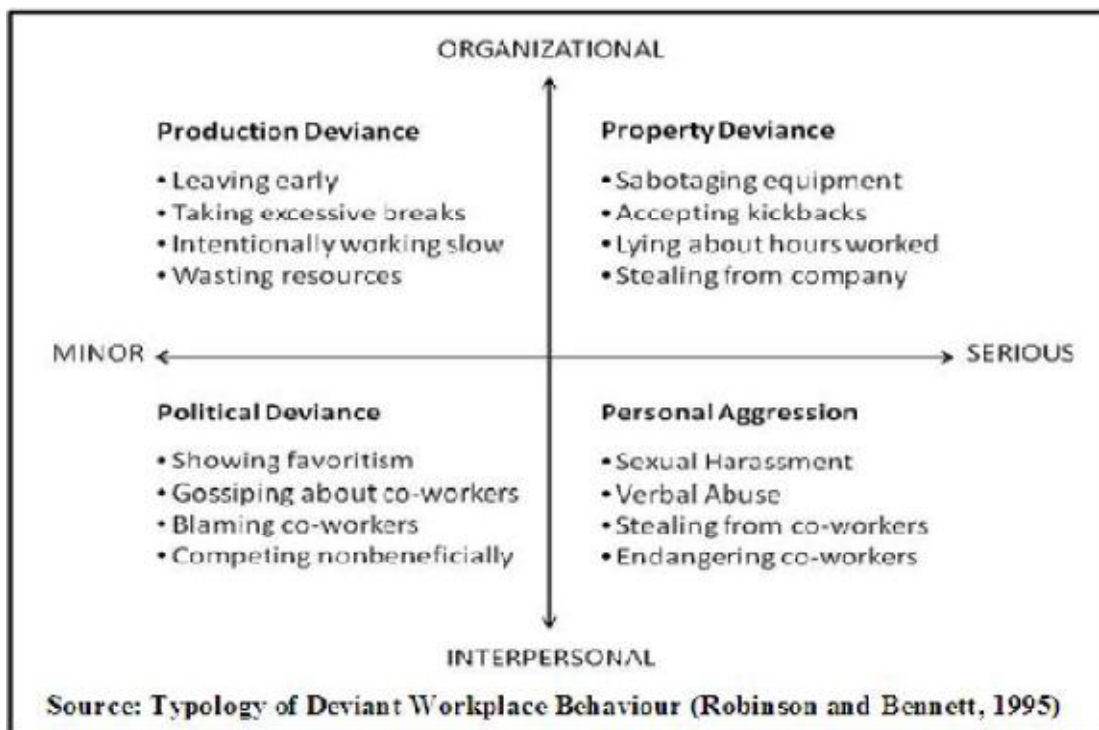 ORGANIZATIONAL
Production Deviance
• Leaving early
• Taking excessive breaks
• Intentionally working slow
• Wasting resources
Property Deviance
• Sabotaging equipment
• Accepting kickbacks
• Lying about hours worked
• Stealing from company
MINOR
SERIOUS
Political Deviance
• Showing favoritism
• Gossiping about co-workers
• Blaming co-workers
• Competing nonbeneficially
Personal Aggression
• Sexual Harassment
• Verbal Abuse
• Stealing from co-workers
• Endangering co-workers
INTERPERSONAL
Source: Typology of Deviant Workplace Behaviour (Robinson and Bennett, 1995)